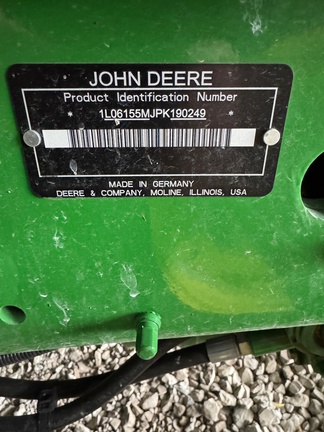 JOHN DEERE
Product Identification Number
*1L06155MJPK190249*
MADE IN GERMANY
DEERE & COMPANY, MOLINE, ILLINOIS, USA